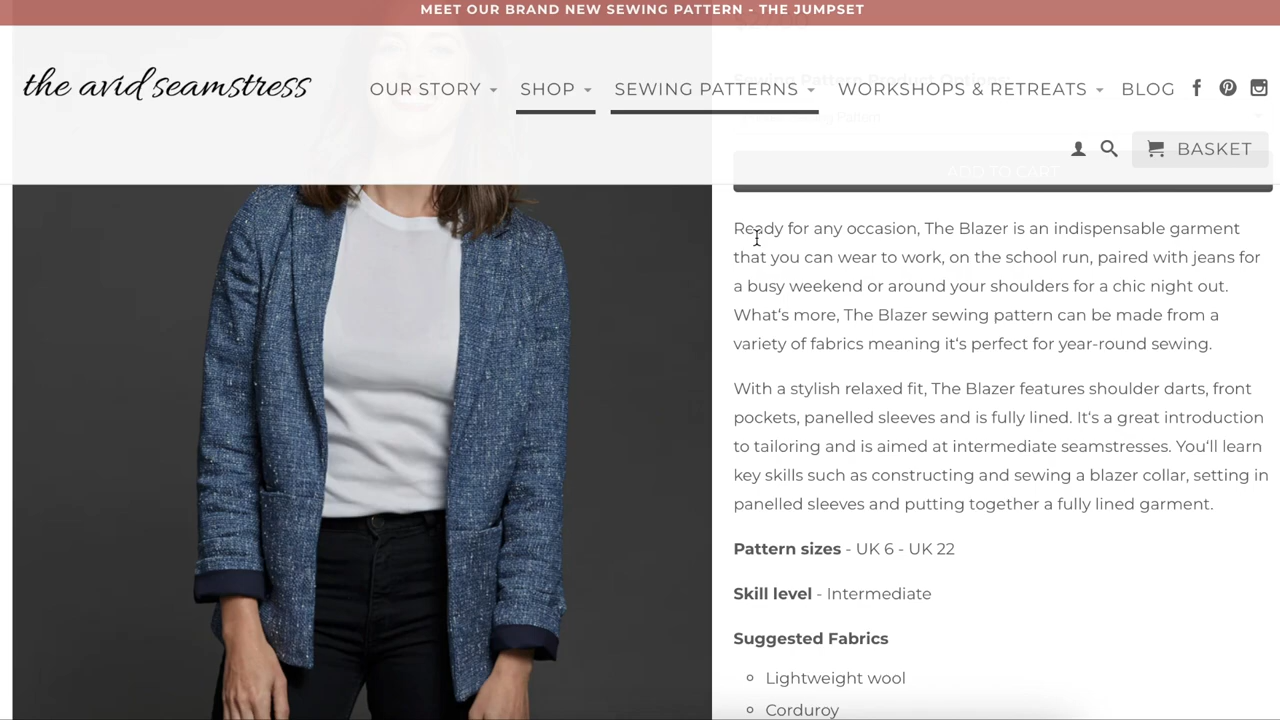 MEET OUR BRAND NEW SEWING PATTERN - THE JUMPSET
the avid seamstress
OUR STORY SHOP SEWING PATTERNS WORKSHOPS & RETREATS BLOG
BASKET
ADD TO CART
Ready for any occasion, The Blazer is an indispensable garment
that you can wear to work, on the school run, paired with jeans for
a busy weekend or around your shoulders for a chic night out.
What's more, The Blazer sewing pattern can be made from a
variety of fabrics meaning it's perfect for year-round sewing.
With a stylish relaxed fit, The Blazer features shoulder darts, front
pockets, panelled sleeves and is fully lined. It's a great introduction
to tailoring and is aimed at intermediate seamstresses. You'll learn
key skills such as constructing and sewing a blazer collar, setting in
panelled sleeves and putting together a fully lined garment.
Pattern sizes - UK 6 - UK 22
Skill level - Intermediate
Suggested Fabrics
Lightweight wool
Corduroy